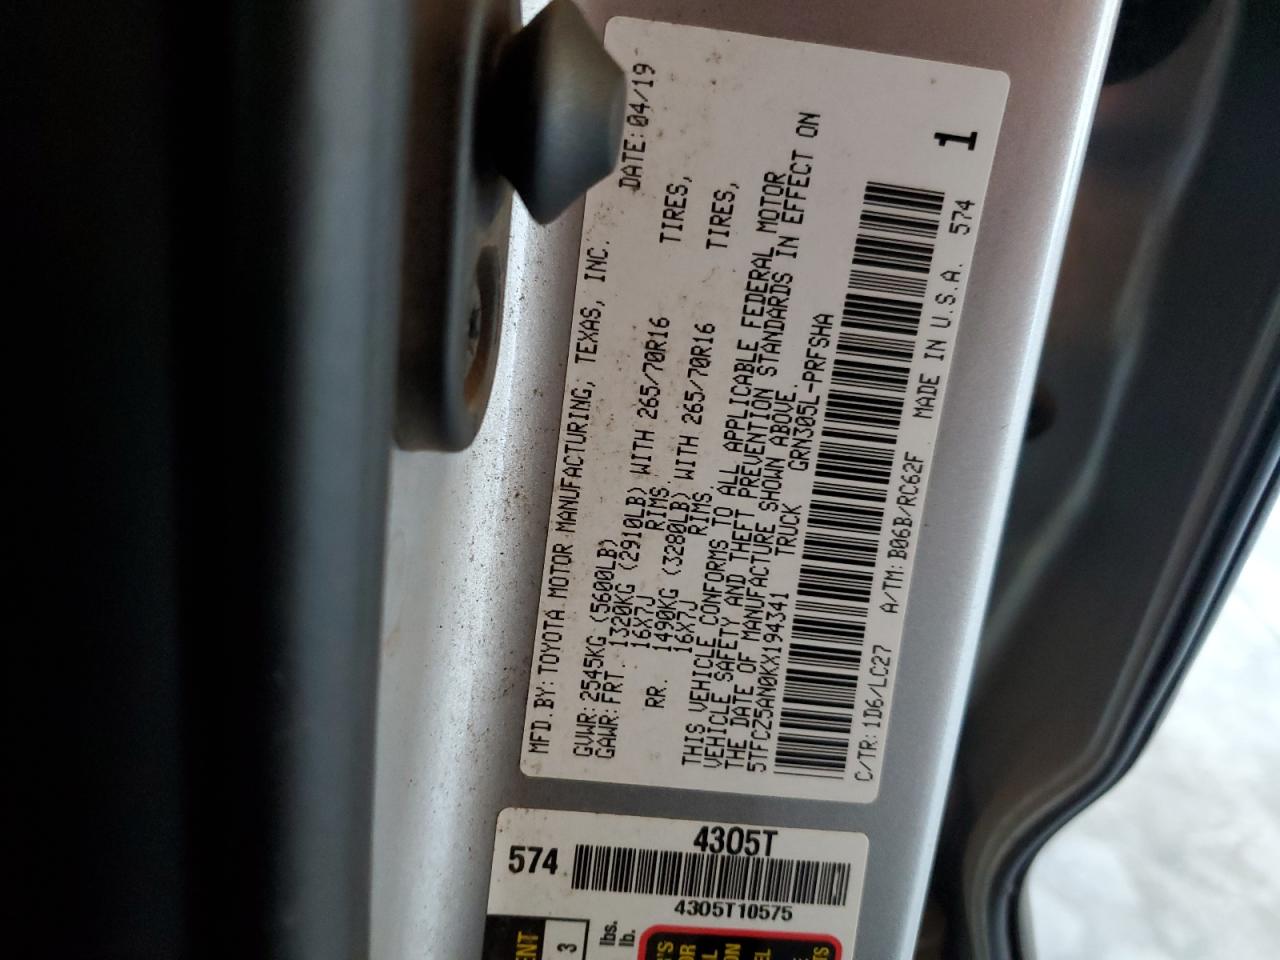 MFD.BY: TOYOTA MOTOR MANUFACTURING, TEXAS, INC.
DATE: 04/19
GVWR: 2545KG (5600LB)
GAWR: FRT. 1320KG (2910LB) WITH 265/70R16 TIRES,
16X7J RIMS
RR. 1490KG (3280LB) WITH 265/70R16 TIRES,
16X7J RIMS
THIS VEHICLE CONFORMS TO ALL APPLICABLE FEDERAL MOTOR
VEHICLE SAFETY AND THEFT PREVENTION STANDARDS IN EFFECT ON
THE DATE OF MANUFACTURE SHOWN ABOVE.
5TFCZ5AN0KX194341 TRUCK GRN305L-PRFSHA
C/TR: 1D6/LC27 A/TM: B06B/RC62F MADE IN U.S.A. 574
1
574
43O5T
43O5T10575
3
lbs.
lb.